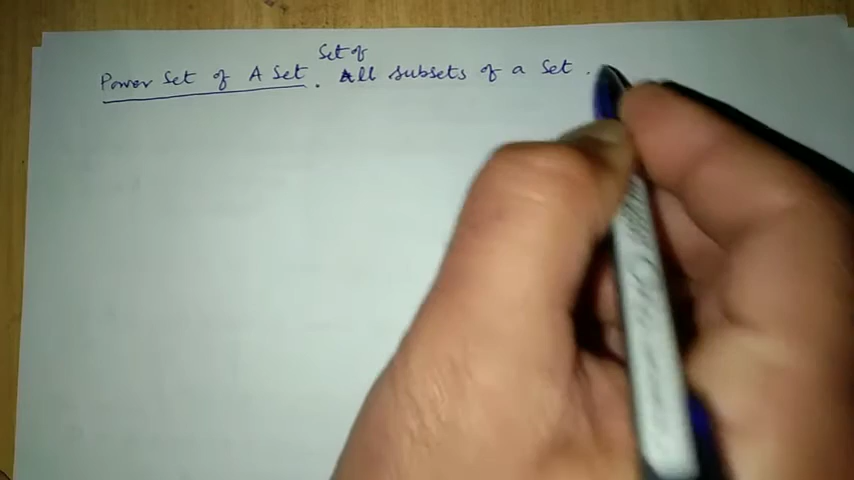 Set of
Power Set of A Set . All subsets of a Set .